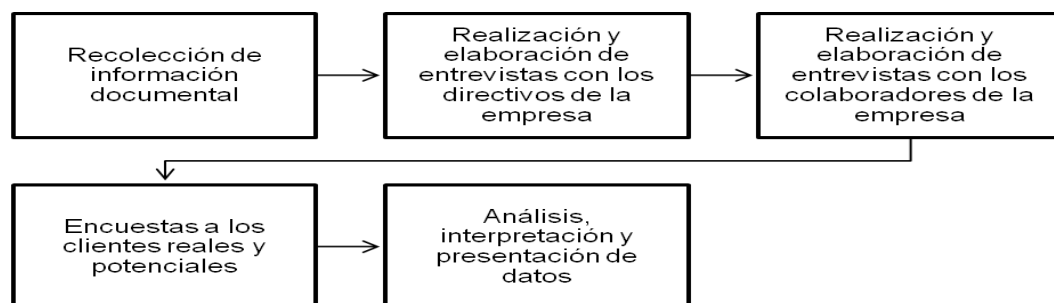 Recolección de
información
documental
Realización y
elaboración de
entrevistas con los
directivos de la
empresa
Realización y
elaboración de
entrevistas con los
colaboradores de la
empresa
Encuestas a los
clientes reales y
potenciales
Análisis,
interpretación y
presentación de
datos